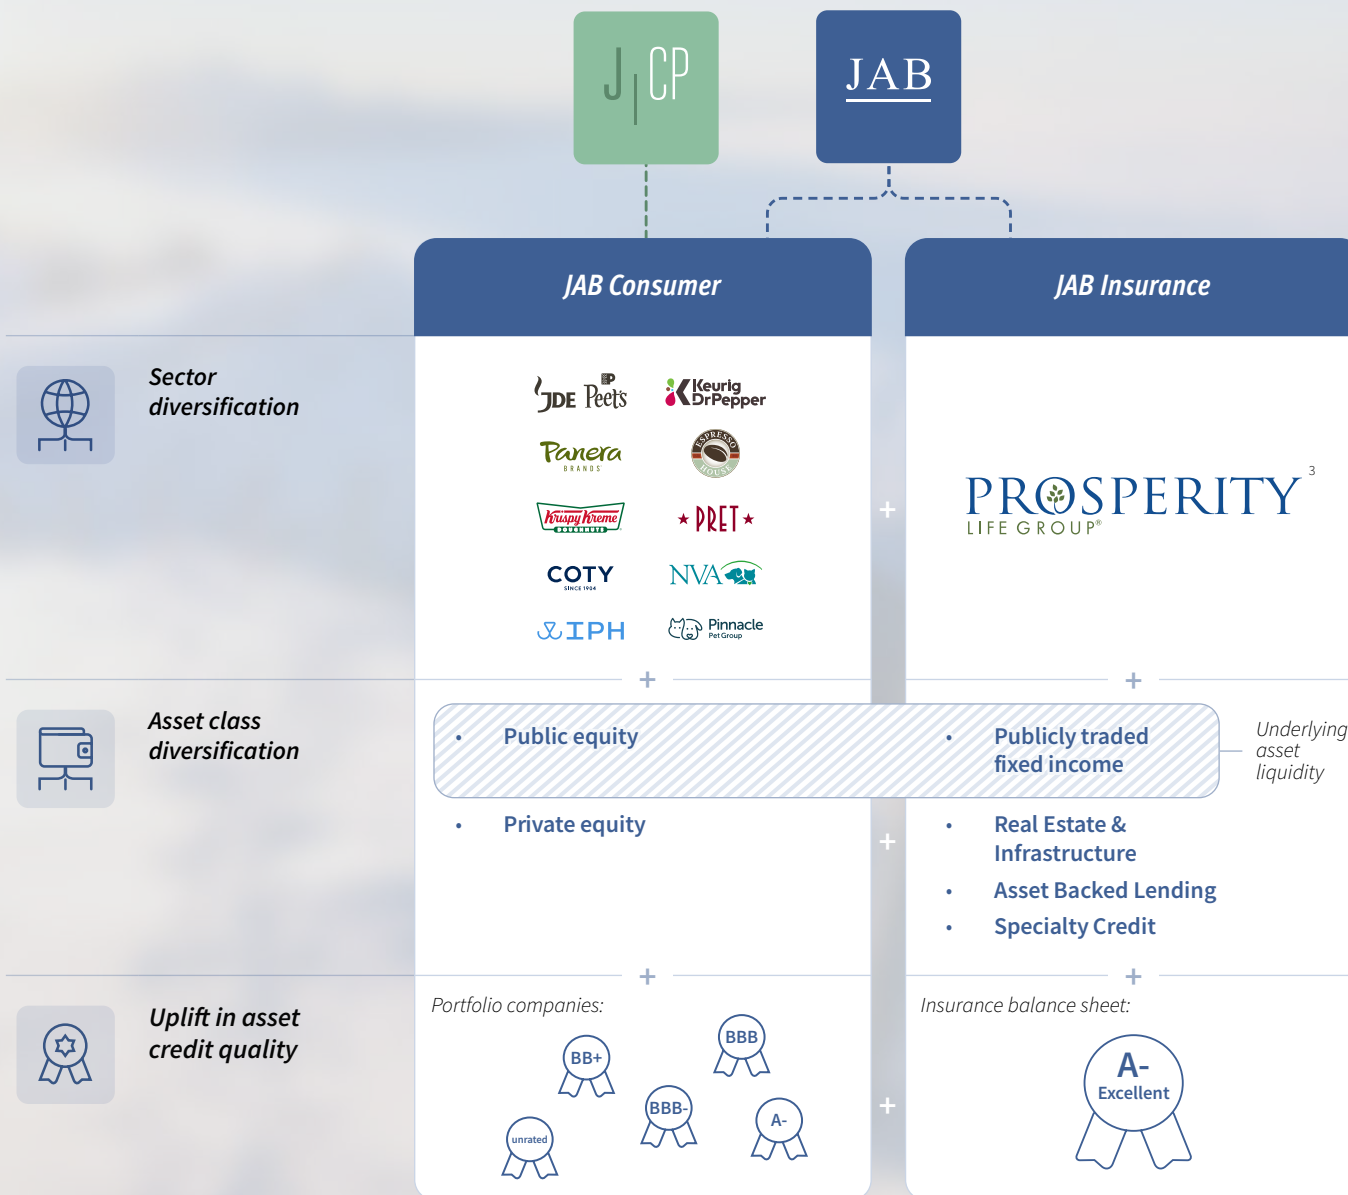 J|CP
JAB
JAB Consumer
JAB Insurance
Sector
diversification
JDE Peet's
Keurig
DrPepper
Panera
BRANDS
ESPRESSO
HOUSE
Krispy Kreme
DOUGHNUTS
PRET
COTY
SINCE 1904
NVA
IPH
Pinnacle
Pet Group
+
PROSPERITY 3
LIFE GROUP®
+
+
Asset class
diversification
• Public equity
• Publicly traded
fixed income
Underlying
asset
liquidity
• Private equity
+
• Real Estate &
Infrastructure
• Asset Backed Lending
• Specialty Credit
+
+
Uplift in asset
credit quality
Portfolio companies:
BB+
BBB
BBB-
A-
unrated
+
Insurance balance sheet:
A-
Excellent